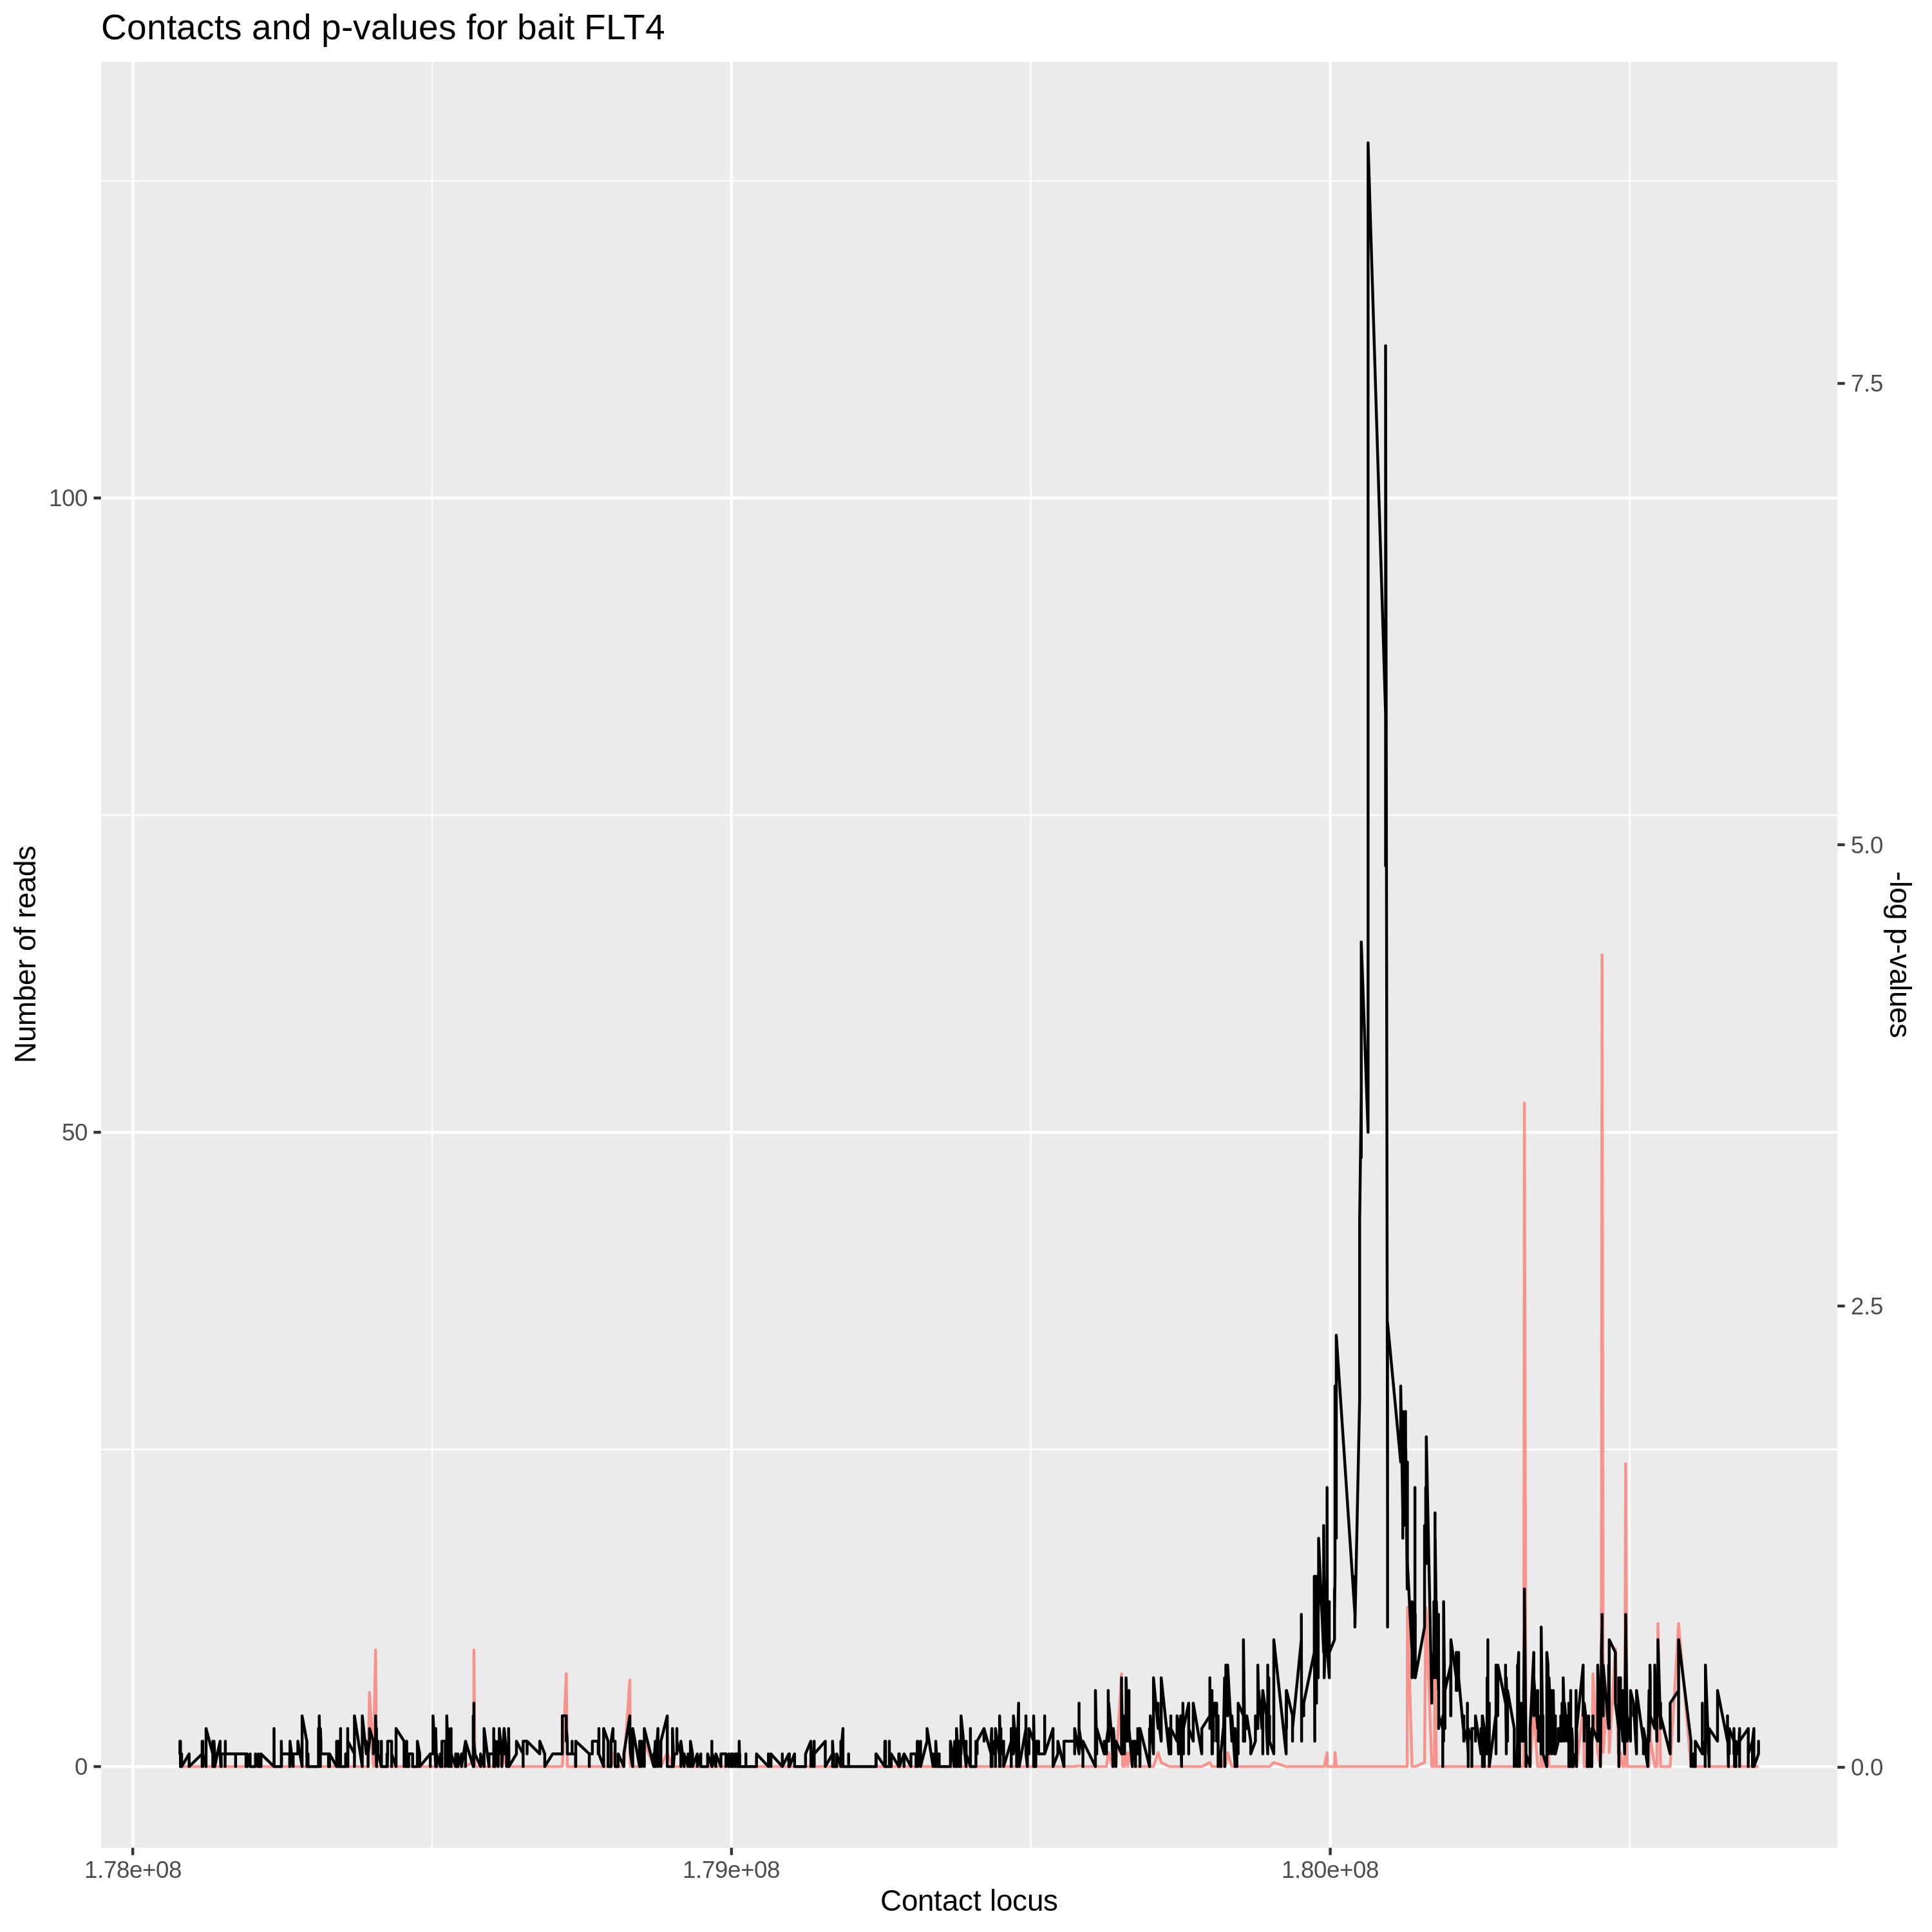 Contacts and p-values for bait FLT4
Number of reads
100
50
0
7.5
5.0
2.5
0.0
-log p-values
1.78e+08
1.79e+08
1.80e+08
Contact locus